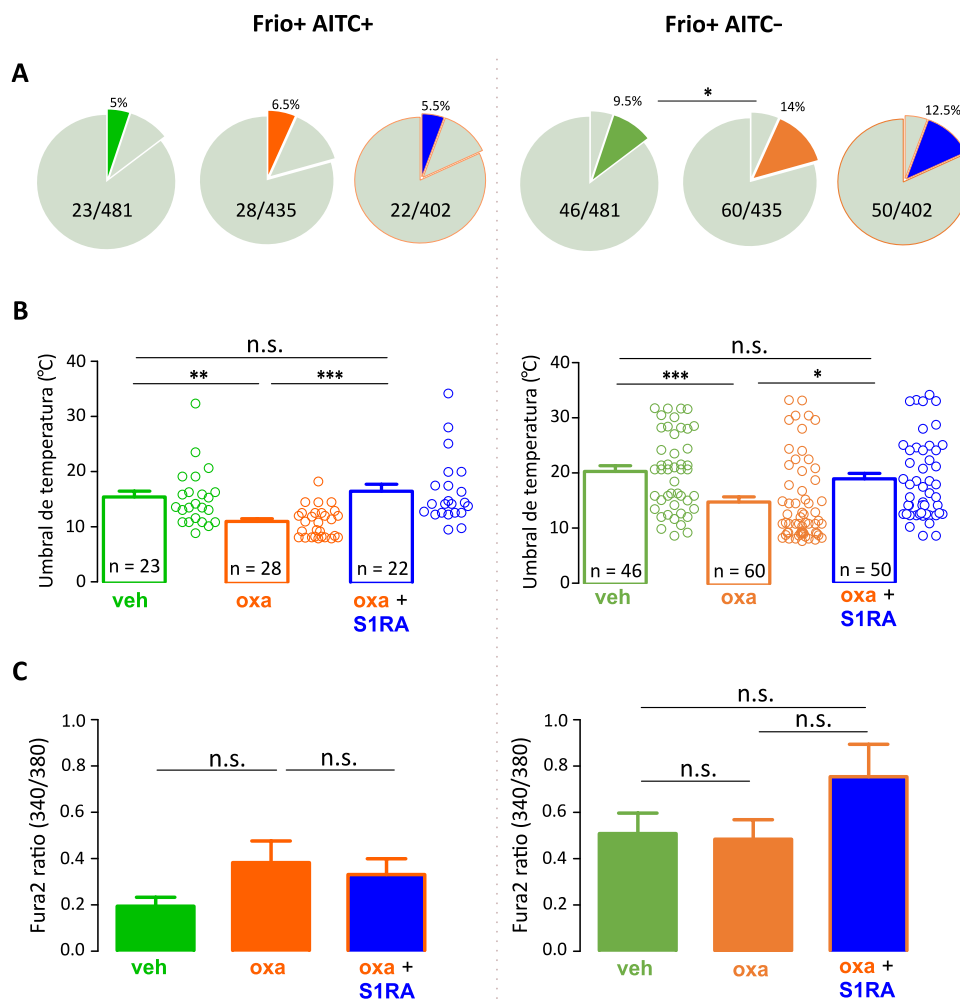 Frio+ AITC+
Frio+ AITC-
A
5%
6.5%
5.5%
9.5%
*
14%
12.5%
23/481
28/435
22/402
46/481
60/435
50/402
B
Umbral de temperatura (°C)
40
30
20
10
0
n.s.
**
***
n = 23
n = 28
n = 22
veh
oxa
oxa +
S1RA
Umbral de temperatura (°C)
40
30
20
10
0
n.s.
***
*
n = 46
n = 60
n = 50
veh
oxa
oxa +
S1RA
C
Fura2 ratio (340/380)
1.0
0.8
0.6
0.4
0.2
0.0
n.s.
n.s.
veh
oxa
oxa +
S1RA
Fura2 ratio (340/380)
1.0
0.8
0.6
0.4
0.2
0.0
n.s.
n.s.
n.s.
veh
oxa
oxa +
S1RA